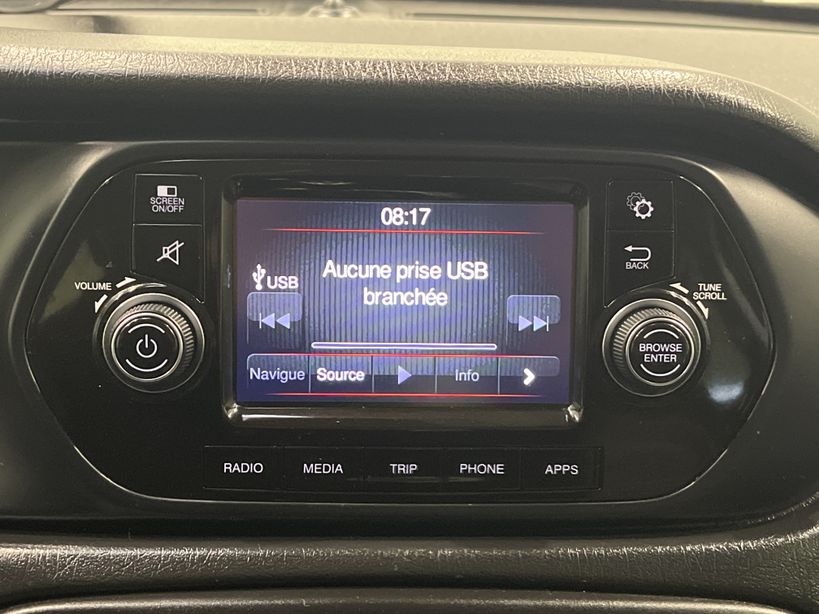 SCREEN
ON/OFF
VOLUME
08:17
USB
Aucune prise USB
branchée
Navigue Source Info
BACK
TUNE
SCROLL
BROWSE
ENTER
RADIO MEDIA TRIP PHONE APPS